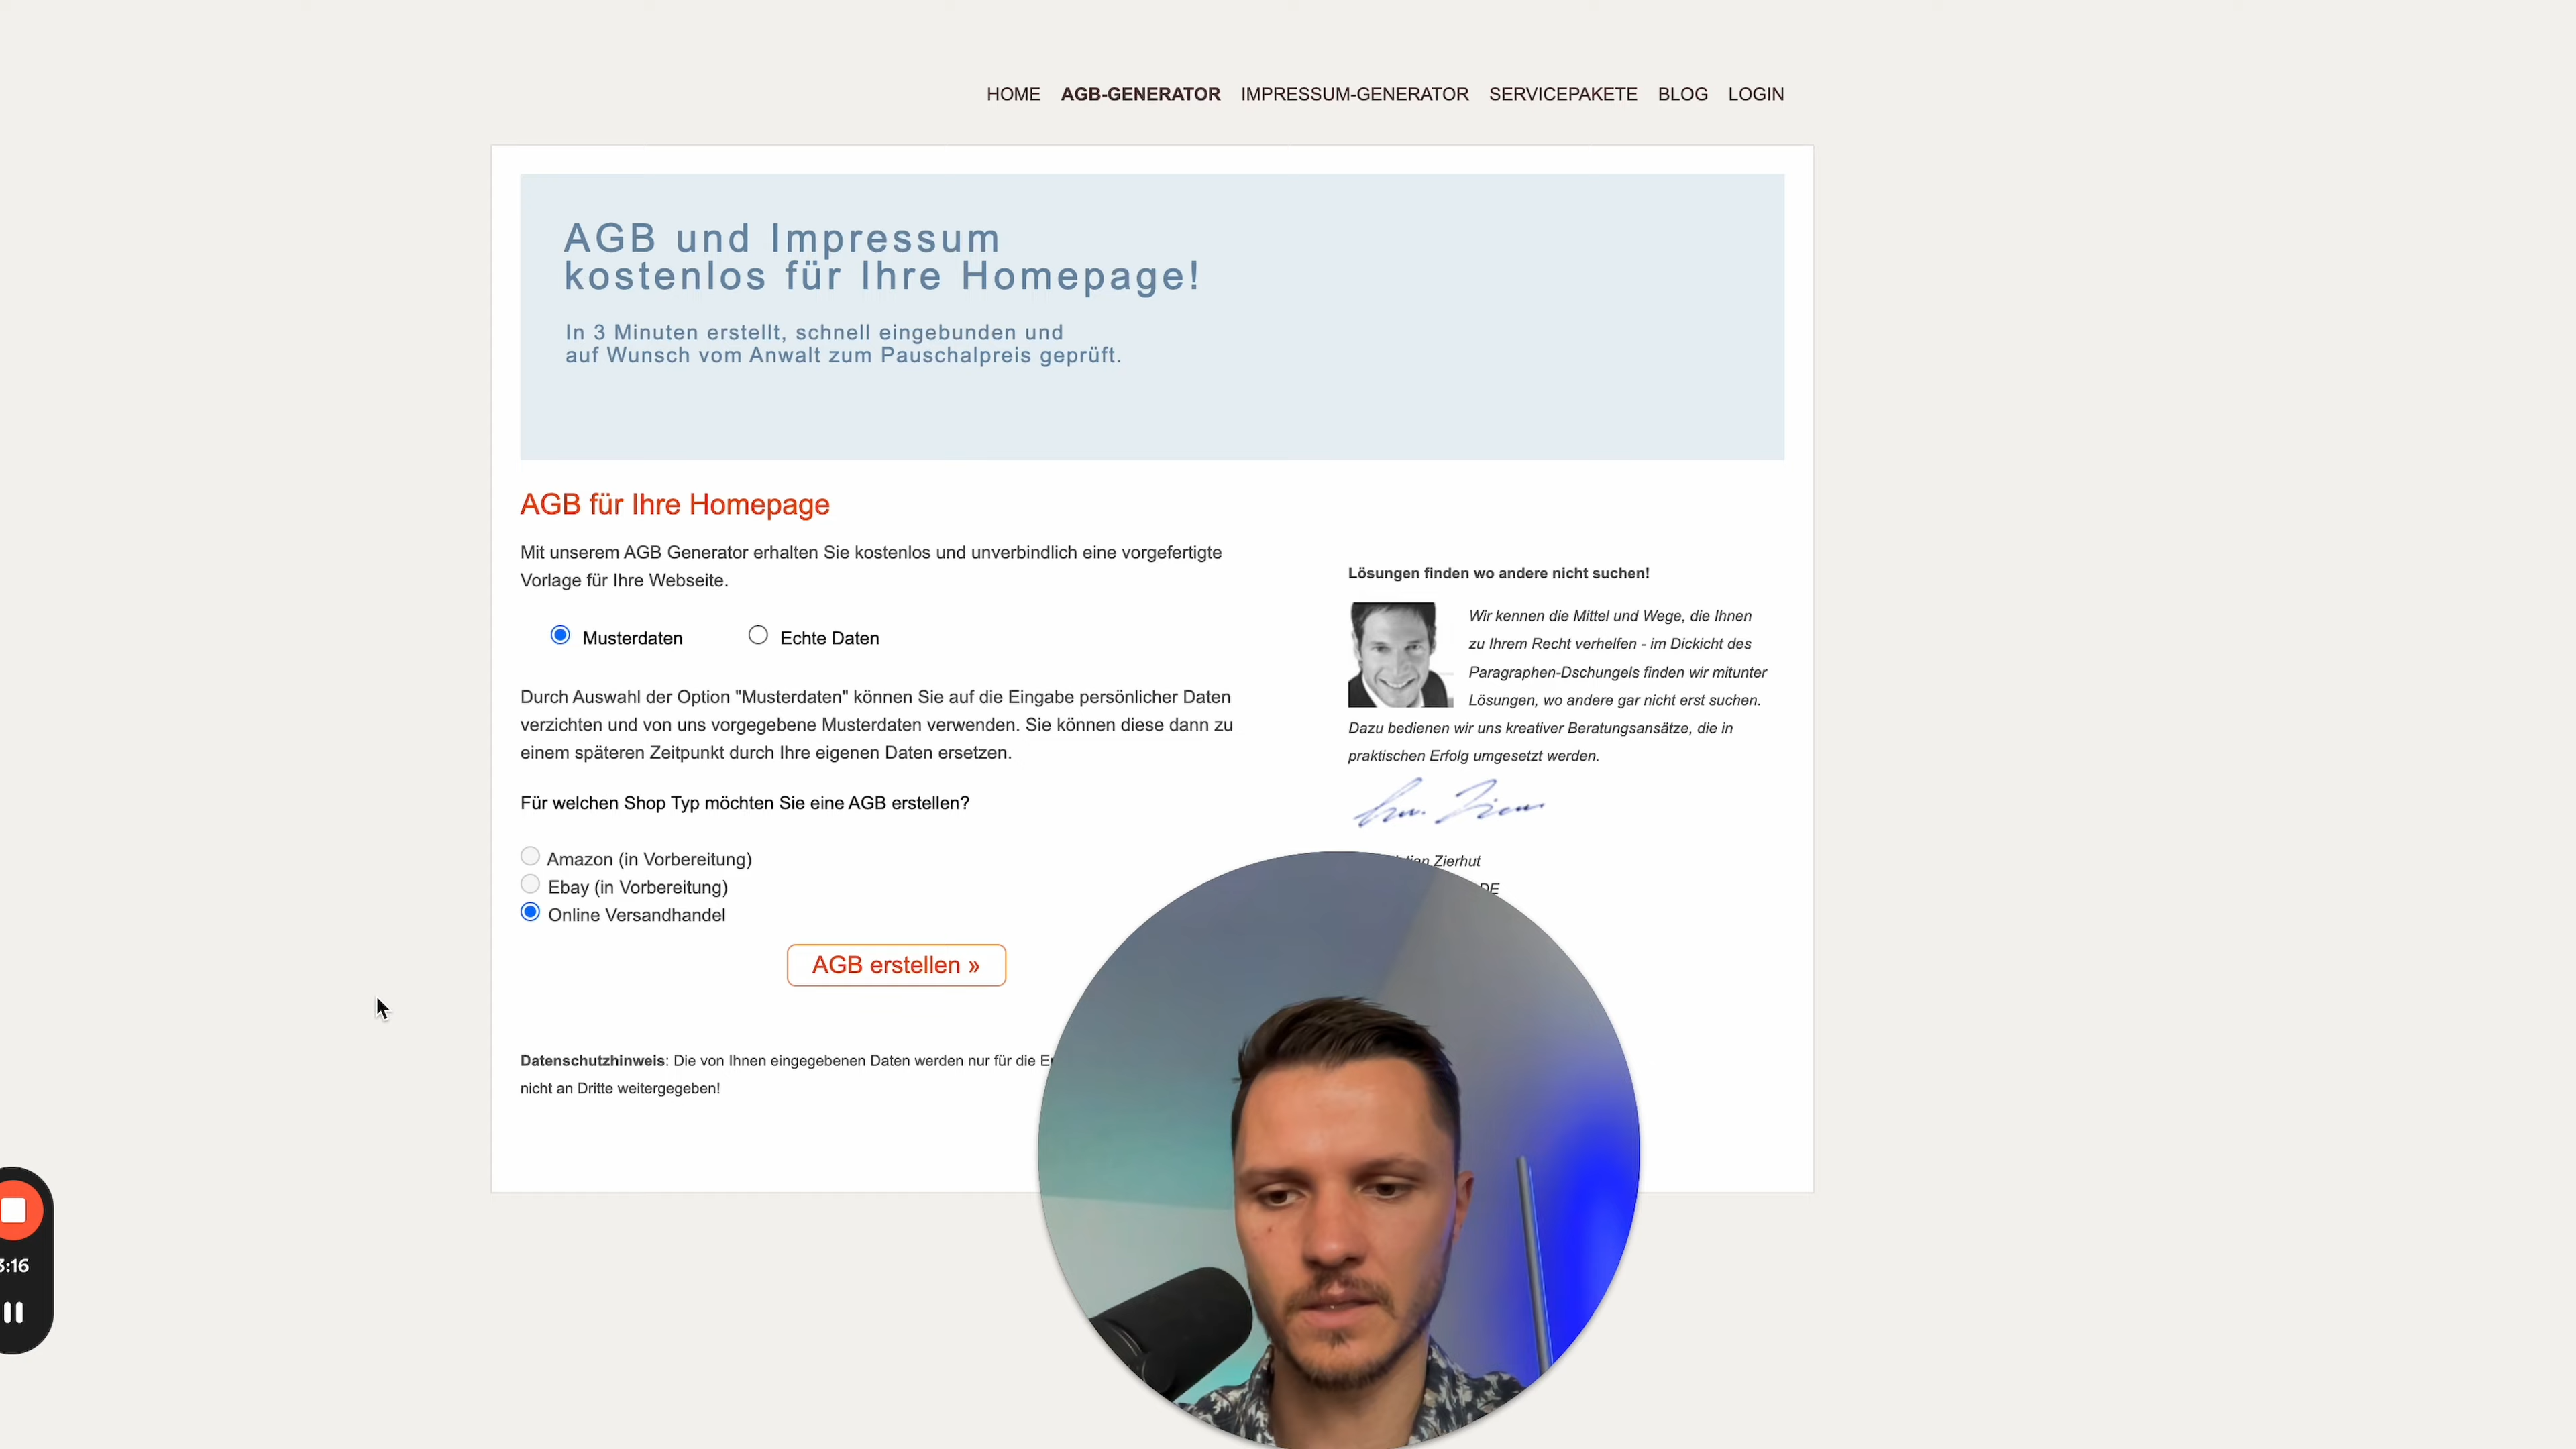 HOME AGB-GENERATOR IMPRESSUM-GENERATOR SERVICEPAKETE BLOG LOGIN
AGB und Impressum
kostenlos für Ihre Homepage!
In 3 Minuten erstellt, schnell eingebunden und
auf Wunsch vom Anwalt zum Pauschalpreis geprüft.
AGB für Ihre Homepage
Mit unserem AGB Generator erhalten Sie kostenlos und unverbindlich eine vorgefertigte
Vorlage für Ihre Webseite.
Musterdaten Echte Daten
Durch Auswahl der Option "Musterdaten" können Sie auf die Eingabe persönlicher Daten
verzichten und von uns vorgegebene Musterdaten verwenden. Sie können diese dann zu
einem späteren Zeitpunkt durch Ihre eigenen Daten ersetzen.
Für welchen Shop Typ möchten Sie eine AGB erstellen?
Amazon (in Vorbereitung)
Ebay (in Vorbereitung)
Online Versandhandel
AGB erstellen »
Datenschutzhinweis: Die von Ihnen eingegebenen Daten werden nur für die
nicht an Dritte weitergegeben!
Lösungen finden wo andere nicht suchen!
Wir kennen die Mittel und Wege, die Ihnen
zu Ihrem Recht verhelfen - im Dickicht des
Paragraphen-Dschungels finden wir mitunter
Lösungen, wo andere gar nicht erst suchen.
Dazu bedienen wir uns kreativer Beratungsansätze, die in
praktischen Erfolg umgesetzt werden.
Zierhut
DE
:16